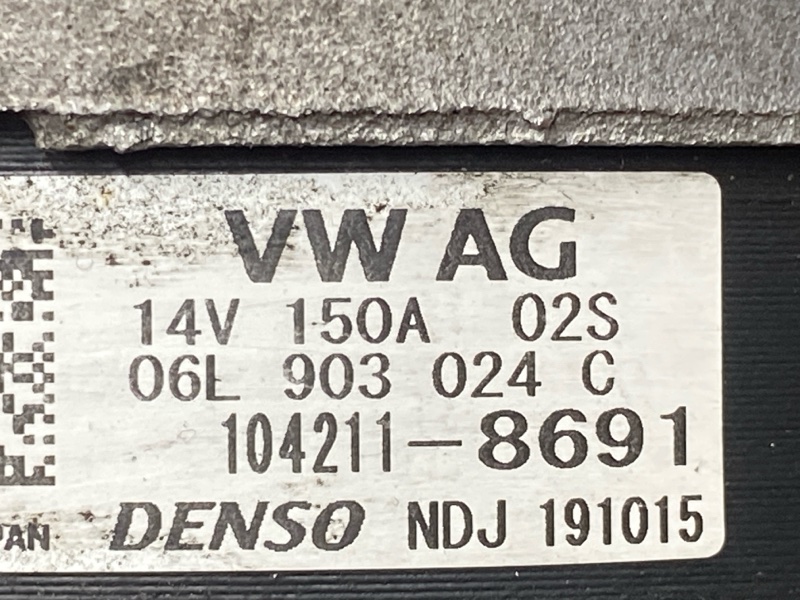 VW AG
14V 150A 02S
06L 903 024 C
104211-8691
DENSO NDJ 191015